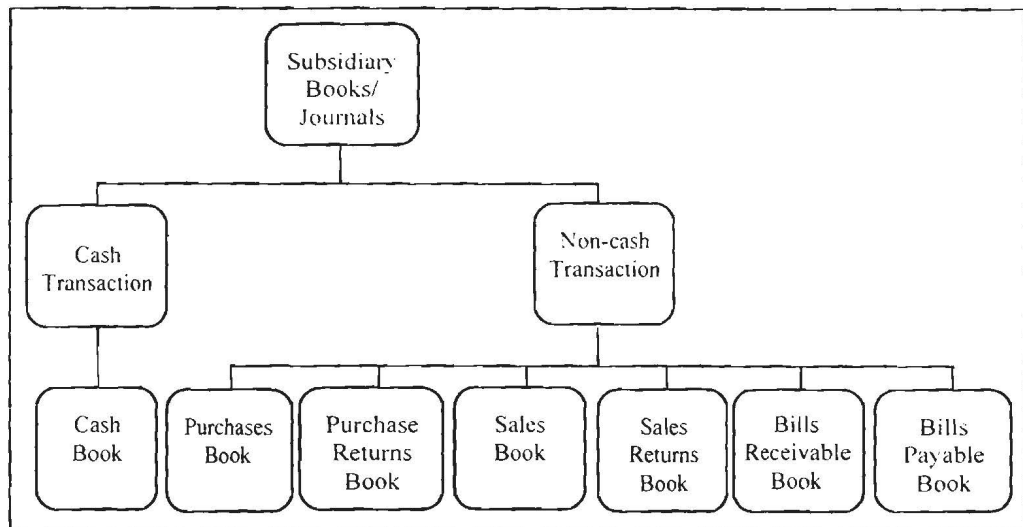 Subsidiary
Books/
Journals
Cash
Transaction
Non-cash
Transaction
Cash
Book
Purchases
Book
Purchase
Returns
Book
Sales
Book
Sales
Returns
Book
Bills
Receivable
Book
Bills
Payable
Book